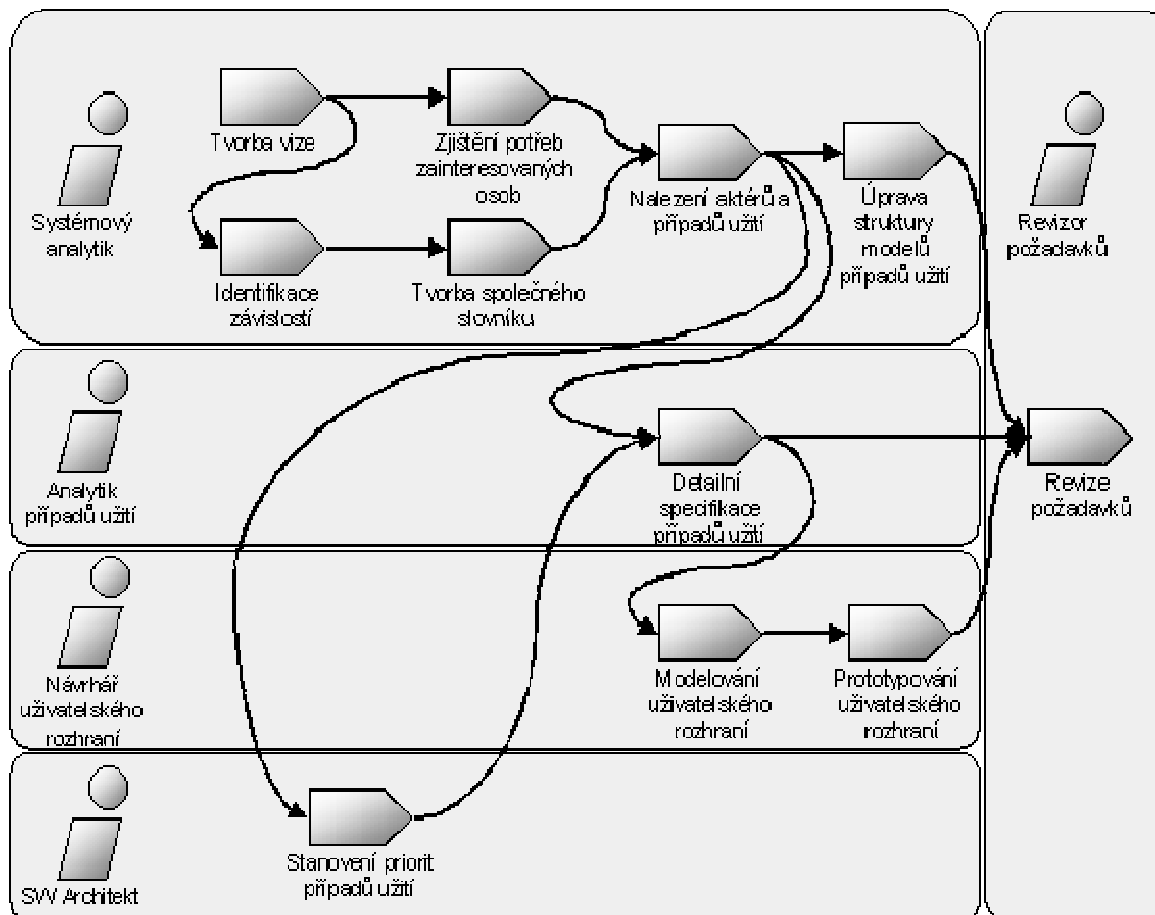 Systémový
analytik
Tvorba vize
Zjištění potřeb
zainteresovaných
osob
Identifikace
závislostí
Tvorba společného
slovníku
Nalezení aktérů a
případů užití
Úprava
struktury
modelů
případů užití
Revizor
požadavků
Analytik
případů užití
Detailní
specifikace
případů užití
Revize
požadavků
Návrhář
uživatelského
rozhraní
Modelování
uživatelského
rozhraní
Prototypování
uživatelského
rozhraní
SW Architekt
Stanovení priorit
případů užití